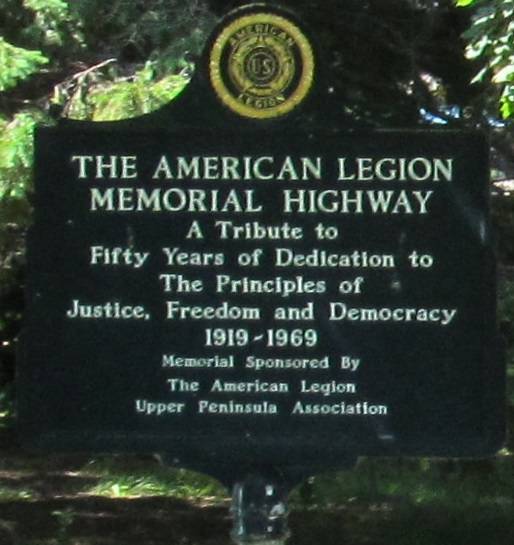 AMERICAN
US
LEGION
THE AMERICAN LEGION
MEMORIAL HIGHWAY
A Tribute to
Fifty Years of Dedication to
The Principles of
Justice, Freedom and Democracy
1919-1969
Memorial Sponsored By
The American Legion
Upper Peninsula Association